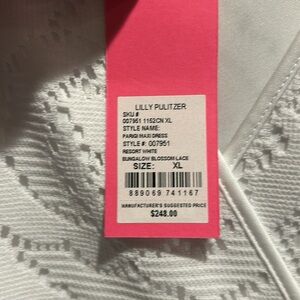 LILLY PULITZER
SKU #
007951 1152CN XL
STYLE NAME:
PARIGI MAXI DRESS
STYLE #: 007951
RESORT WHITE
BUNGALOW BLOSSOM LACE
SIZE: XL
889069 741167
MANUFACTURER'S SUGGESTED PRICE
$248.00